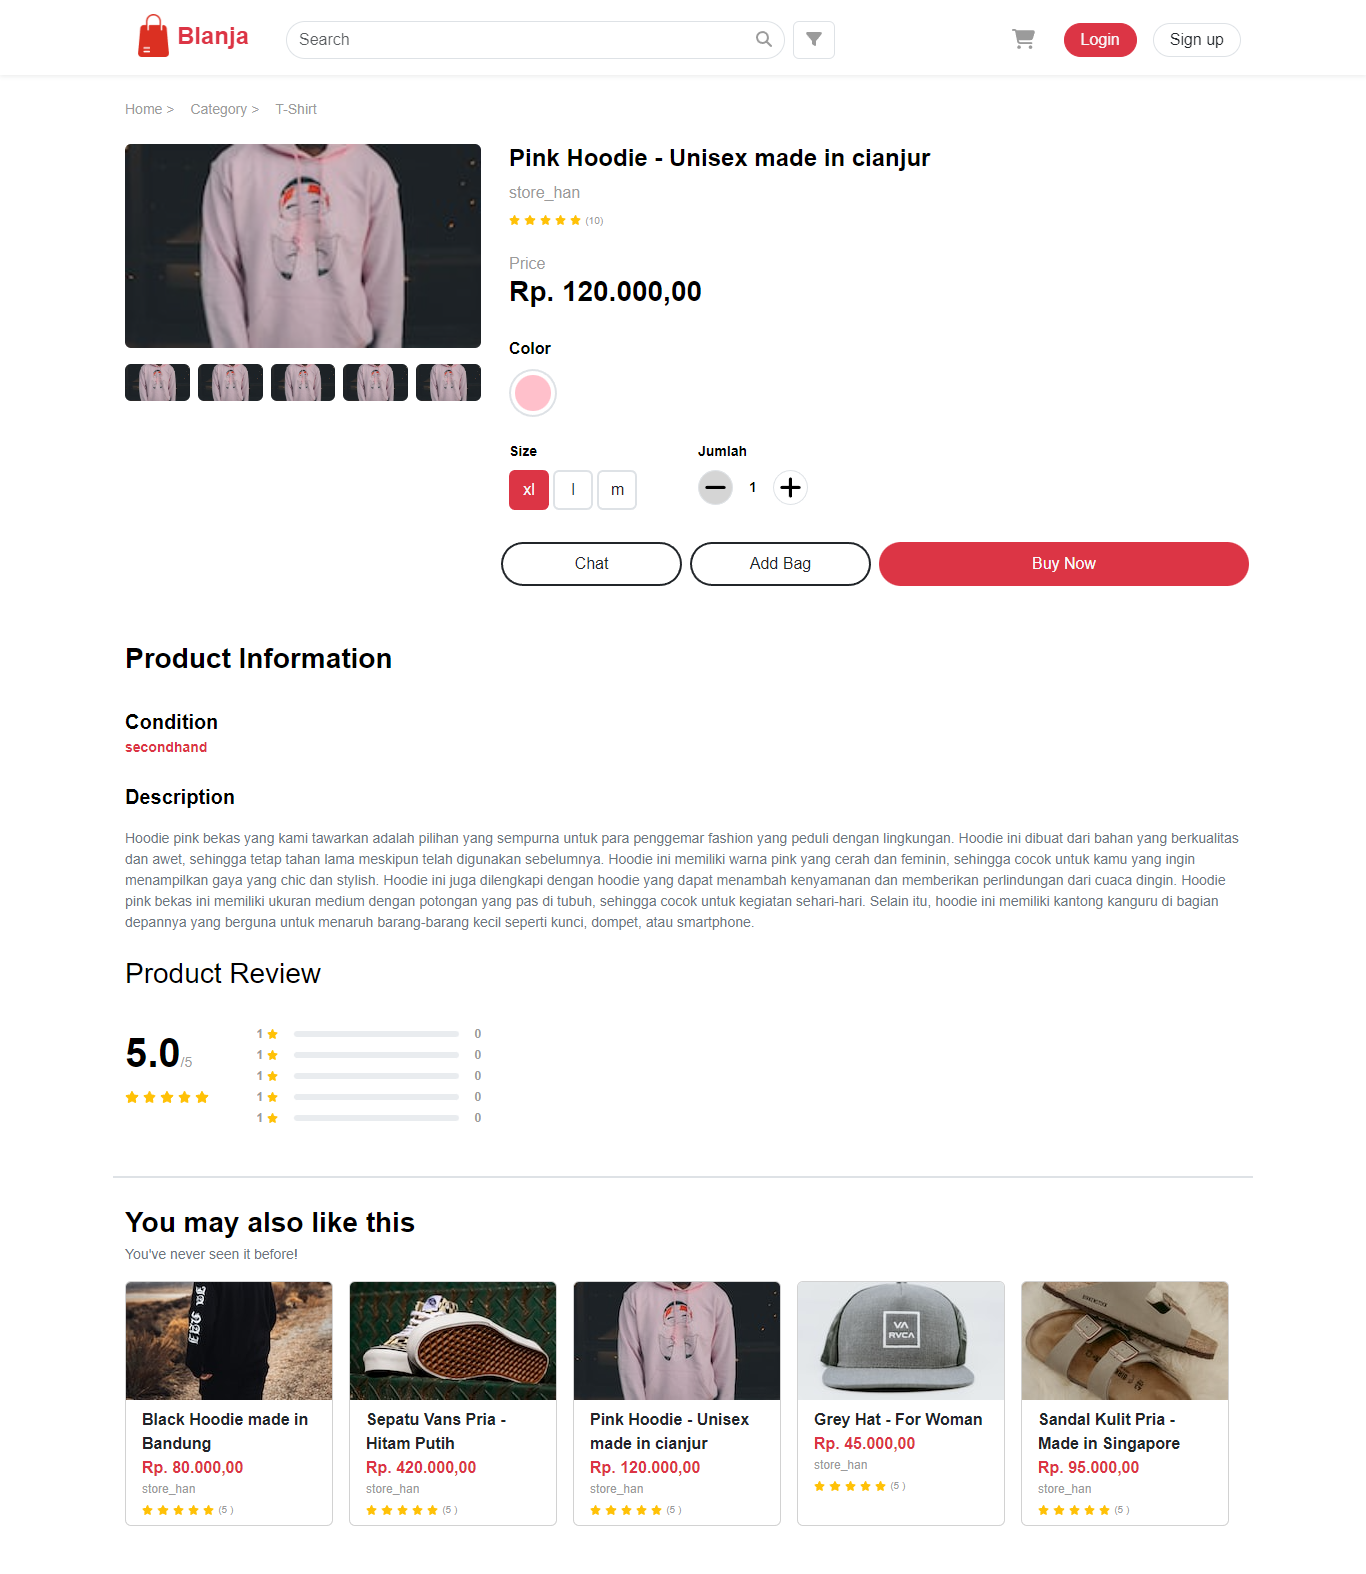 Blanja
Search
Login
Sign up
Home >
Category >
T-Shirt
Pink Hoodie - Unisex made in cianjur
store_han
(10)
Price
Rp. 120.000,00
Color
Size
Jumlah
xl
l
m
1
Chat
Add Bag
Buy Now
Product Information
Condition
secondhand
Description
Hoodie pink bekas yang kami tawarkan adalah pilihan yang sempurna untuk para penggemar fashion yang peduli dengan lingkungan. Hoodie ini dibuat dari bahan yang berkualitas
dan awet, sehingga tetap tahan lama meskipun telah digunakan sebelumnya. Hoodie ini memiliki warna pink yang cerah dan feminin, sehingga cocok untuk kamu yang ingin
menampilkan gaya yang chic dan stylish. Hoodie ini juga dilengkapi dengan hoodie yang dapat menambah kenyamanan dan memberikan perlindungan dari cuaca dingin. Hoodie
pink bekas ini memiliki ukuran medium dengan potongan yang pas di tubuh, sehingga cocok untuk kegiatan sehari-hari. Selain itu, hoodie ini memiliki kantong kanguru di bagian
depannya yang berguna untuk menaruh barang-barang kecil seperti kunci, dompet, atau smartphone.
Product Review
5.0/5
1 0
1 0
1 0
1 0
1 0
You may also like this
You've never seen it before!
VA
RVCA
Black Hoodie made in
Bandung
Rp. 80.000,00
store_han
(5 )
Sepatu Vans Pria -
Hitam Putih
Rp. 420.000,00
store_han
(5 )
Pink Hoodie - Unisex
made in cianjur
Rp. 120.000,00
store_han
(5 )
Grey Hat - For Woman
Rp. 45.000,00
store_han
(5 )
Sandal Kulit Pria -
Made in Singapore
Rp. 95.000,00
store_han
(5 )